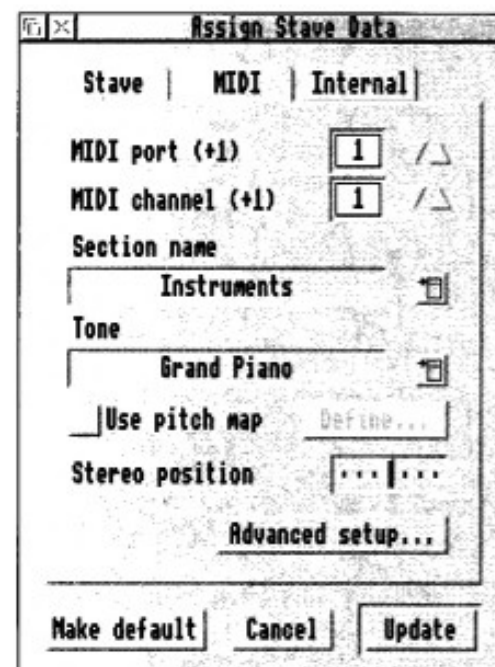 Assign Stave Data
Stave MIDI Internal
MIDI port (+1) 1
MIDI channel (+1) 1
Section name
Instruments
Tone
Grand Piano
Use pitch map Define...
Stereo position
Advanced setup...
Make default Cancel Update